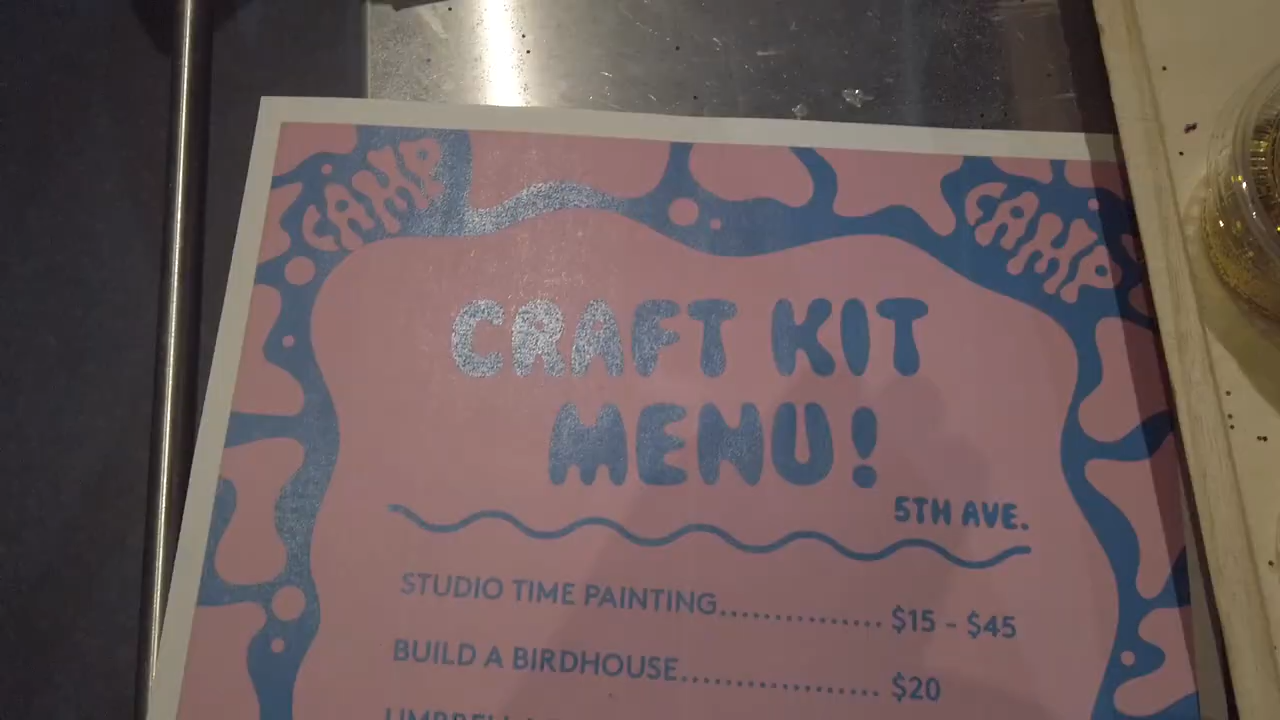 CAMP
CAMP
CRAFT KIT
MENU!
5TH AVE.
STUDIO TIME PAINTING............... $15 - $45
BUILD A BIRDHOUSE.................. $20